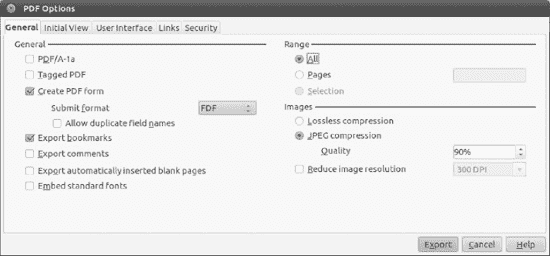 PDF Options
General Initial View User Interface Links Security
General
PDF/A-1a
Tagged PDF
Create PDF form
Submit format FDF
Allow duplicate field names
Export bookmarks
Export comments
Export automatically inserted blank pages
Embed standard fonts
Range
All
Pages
Selection
Images
Lossless compression
JPEG compression
Quality 90%
Reduce image resolution 300 DPI
Export Cancel Help